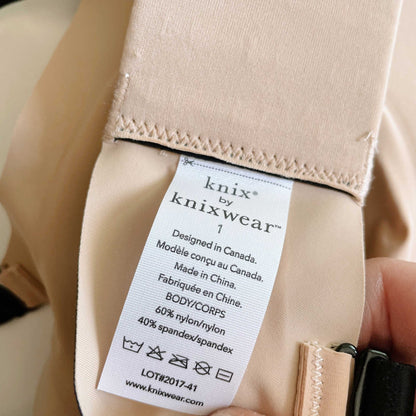 knix®
by
knixwear™
1
Designed in Canada.
Modèle conçu au Canada.
Made in China.
Fabriquée en Chine.
BODY/CORPS
60% nylon/nylon
40% spandex/spandex
LOT#2017-41
www.knixwear.com